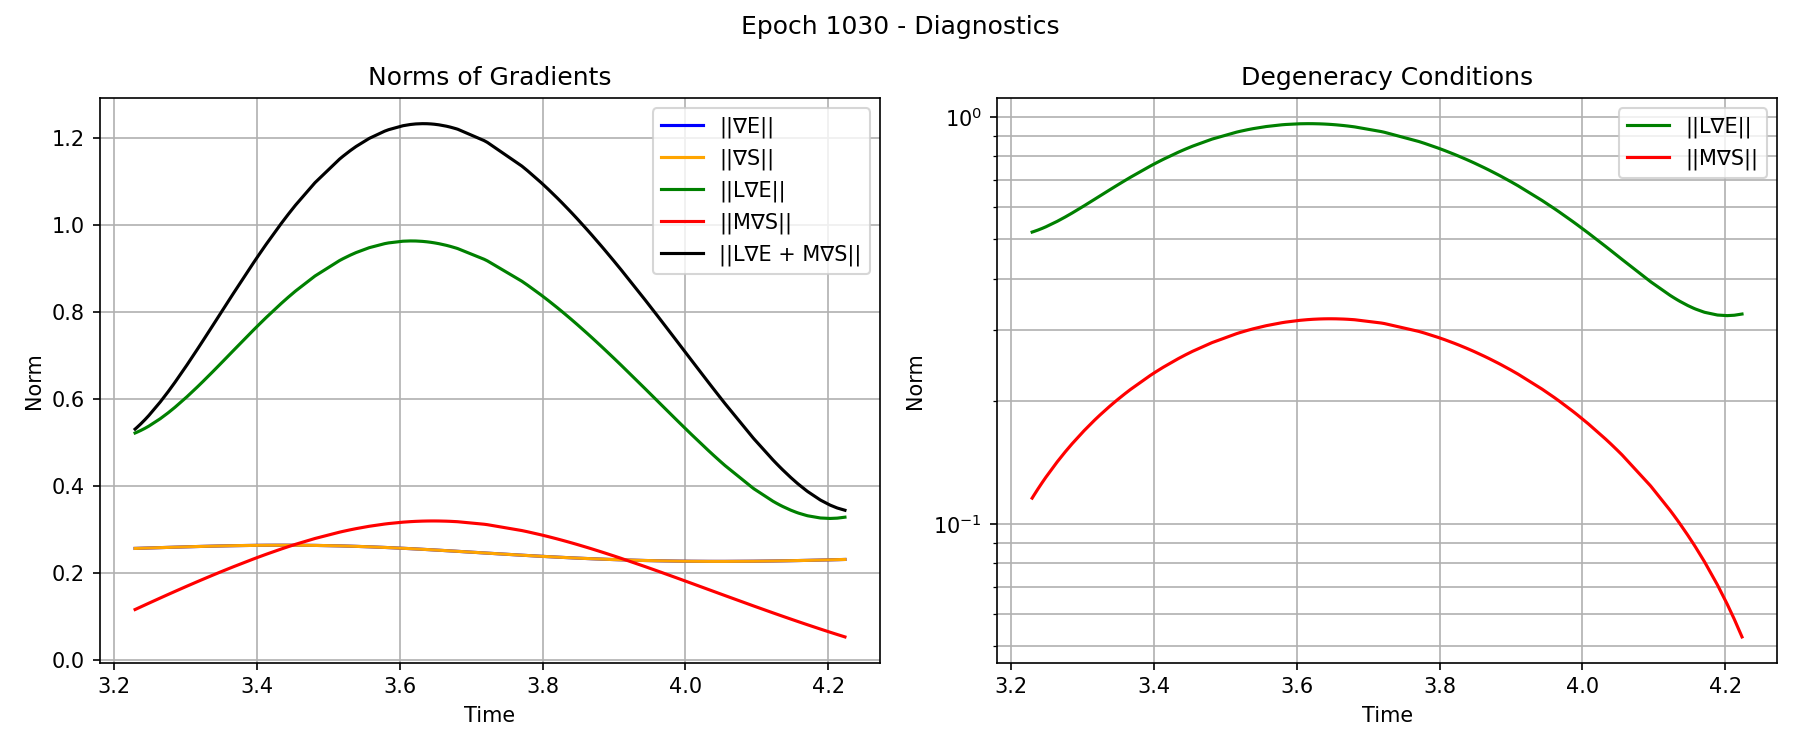 Epoch 1030 - Diagnostics
Norms of Gradients
||∇E||
||∇S||
||L∇E||
||M∇S||
||L∇E + M∇S||
Norm
1.2
1.0
0.8
0.6
0.4
0.2
0.0
3.2 3.4 3.6 3.8 4.0 4.2
Time
Degeneracy Conditions
||L∇E||
||M∇S||
Norm
10⁰
10⁻¹
3.2 3.4 3.6 3.8 4.0 4.2
Time